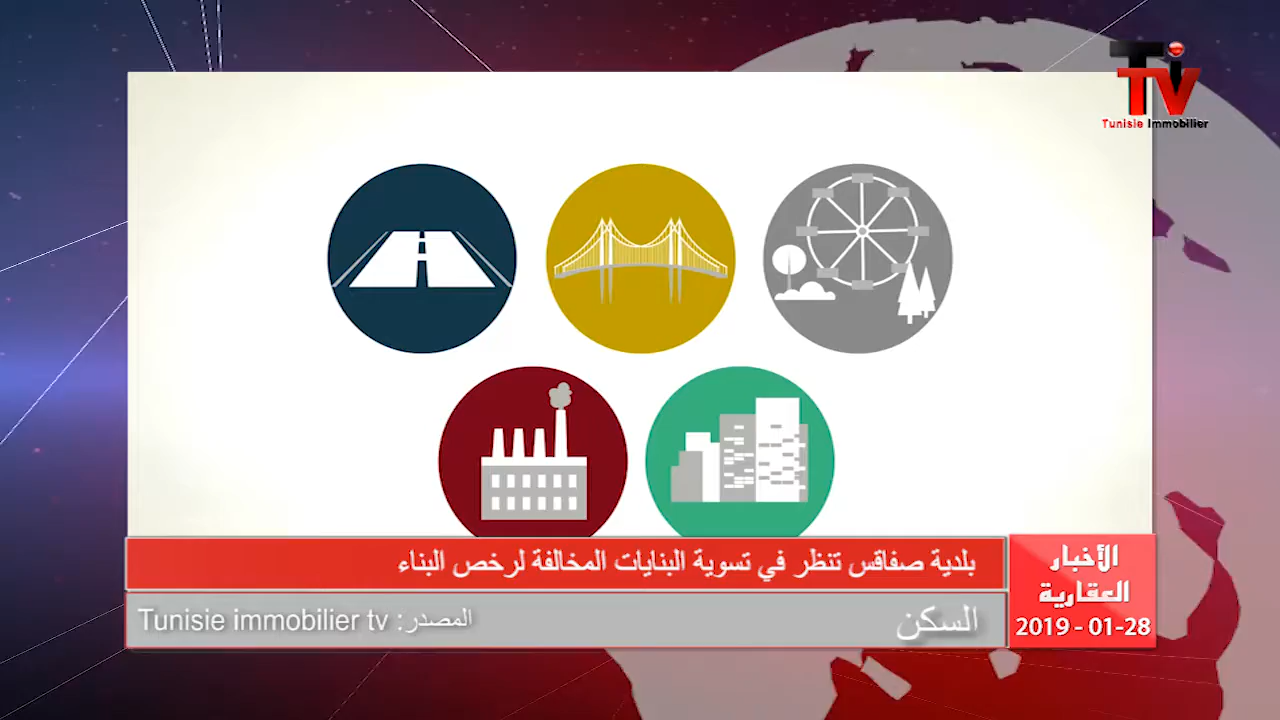 TiTV
Tunisie Immobilier
بلدية صفاقس تنظر في تسوية البنايات المخالفة لرخص البناء
الأخبار
العقارية
2019 - 01-28
السكن
المصدر: Tunisie immobilier tv